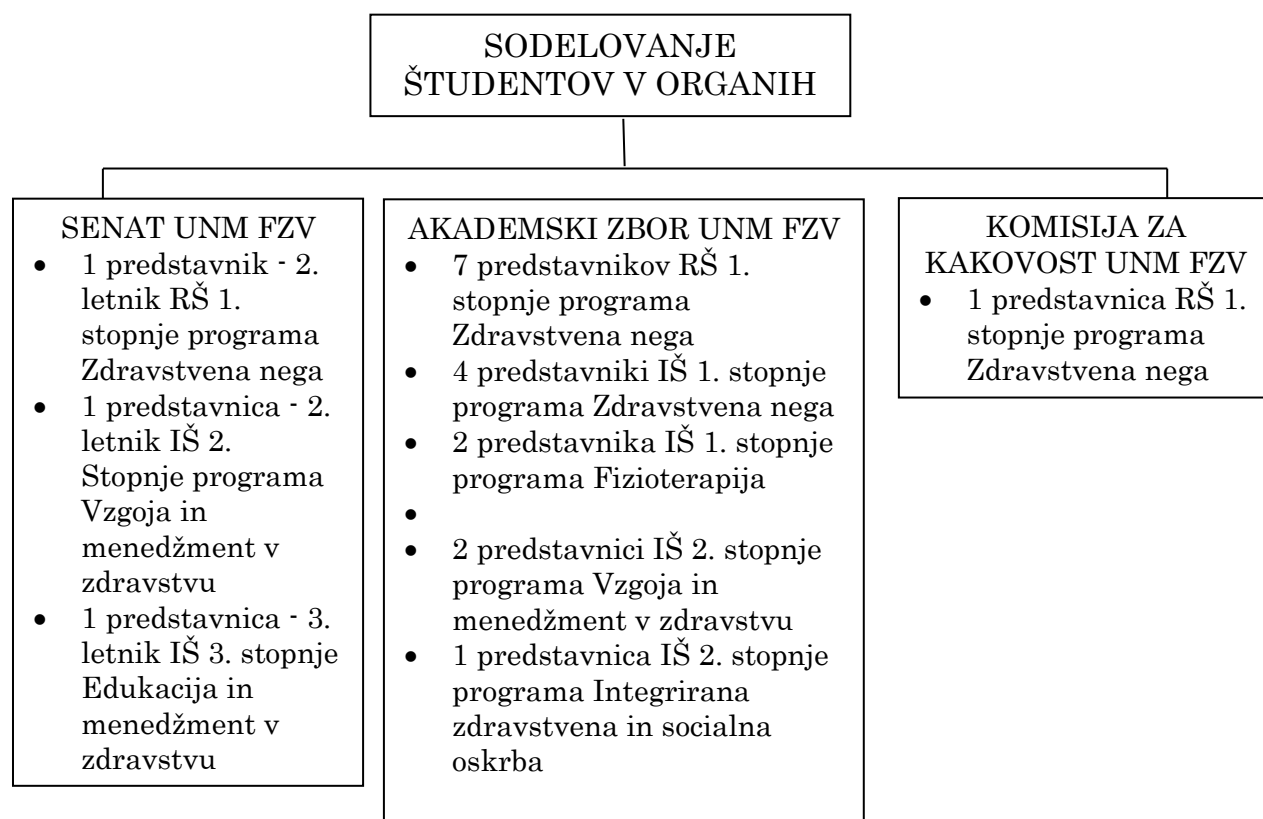 SODELOVANJE
ŠTUDENTOV V ORGANIH
SENAT UNM FZV
• 1 predstavnik - 2.
letnik RŠ 1.
stopnje programa
Zdravstvena nega
• 1 predstavnica - 2.
letnik IŠ 2.
Stopnje programa
Vzgoja in
menedžment v
zdravstvu
• 1 predstavnica - 3.
letnik IŠ 3. stopnje
Edukacija in
menedžment v
zdravstvu
AKADEMSKI ZBOR UNM FZV
• 7 predstavnikov RŠ 1.
stopnje programa
Zdravstvena nega
• 4 predstavniki IŠ 1. stopnje
programa Zdravstvena nega
• 2 predstavnika IŠ 1. stopnje
programa Fizioterapija
•
• 2 predstavnici IŠ 2. stopnje
programa Vzgoja in
menedžment v zdravstvu
• 1 predstavnica IŠ 2. stopnje
programa Integrirana
zdravstvena in socialna
oskrba
KOMISIJA ZA
KAKOVOST UNM FZV
• 1 predstavnica RŠ 1.
stopnje programa
Zdravstvena nega